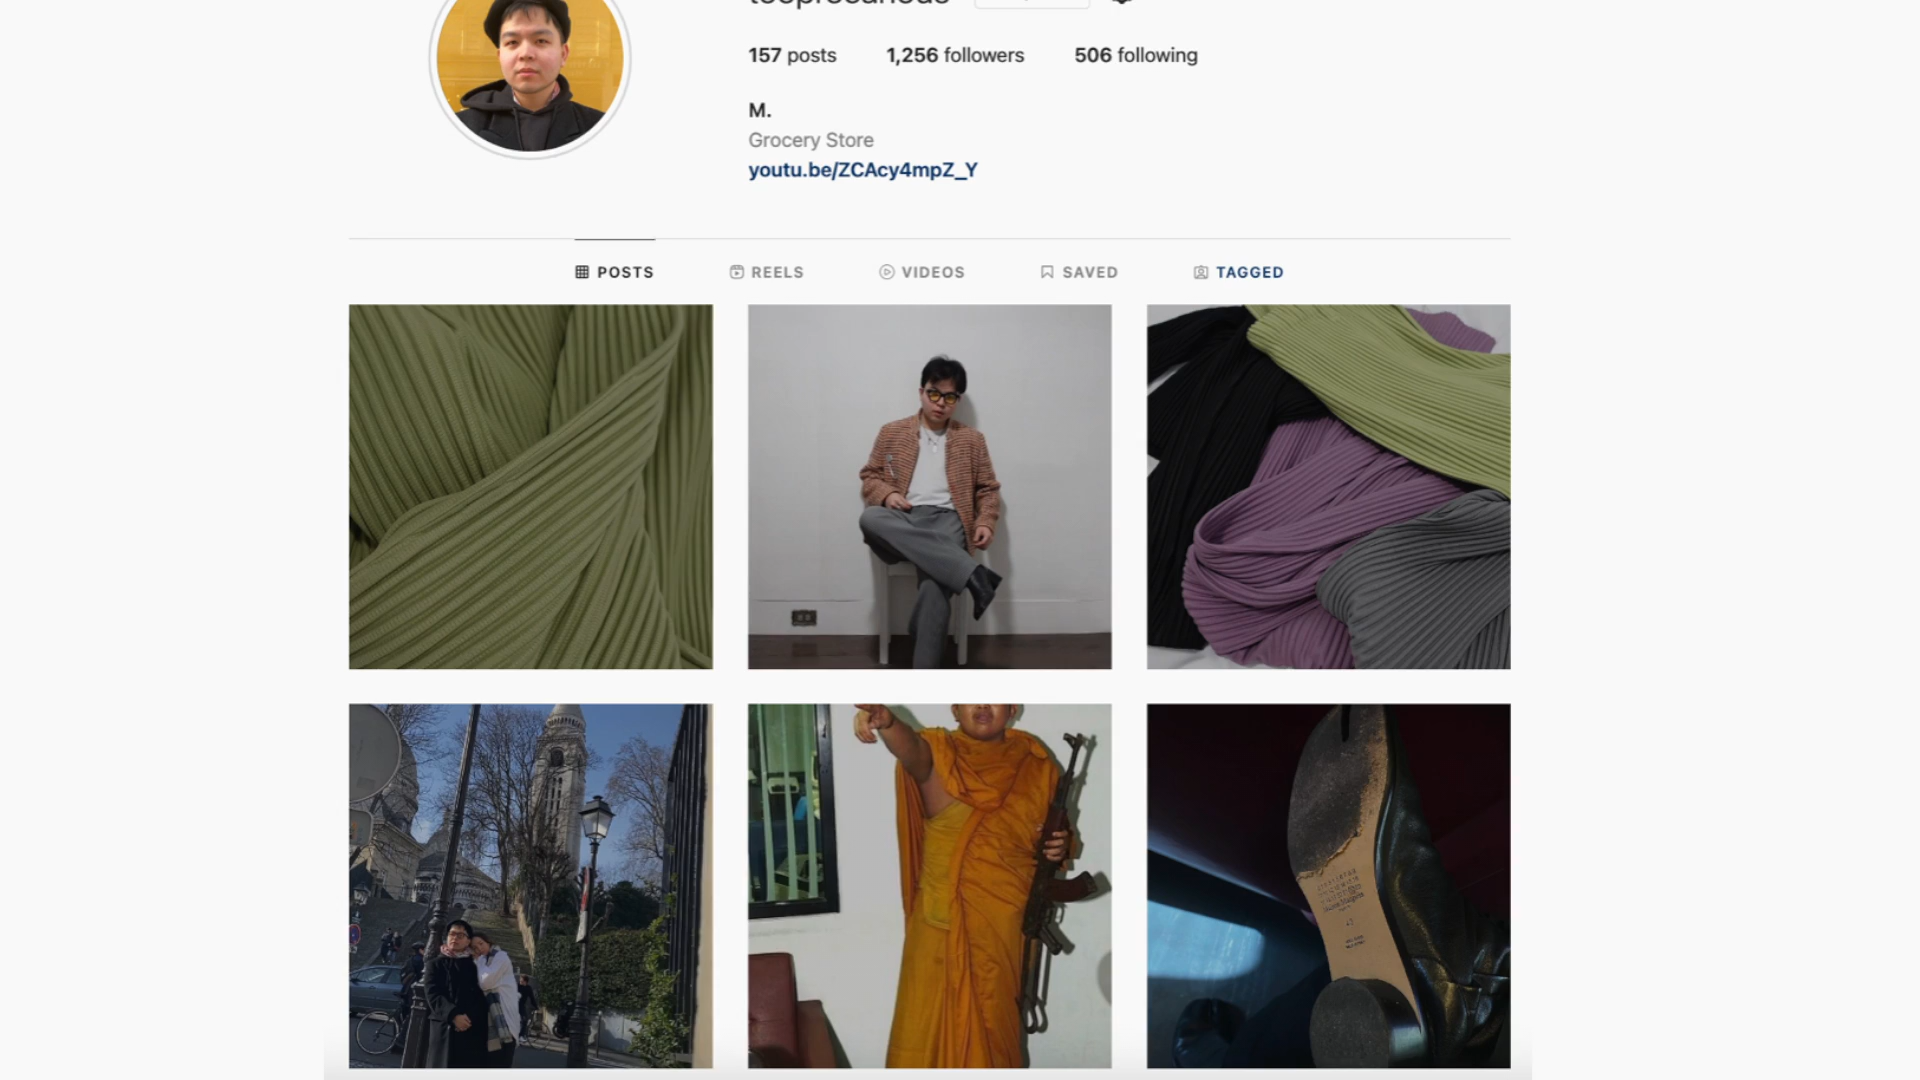 157 posts 1,256 followers 506 following
M.
Grocery Store
youtu.be/ZCAcy4mpZ_Y
POSTS REELS VIDEOS SAVED TAGGED